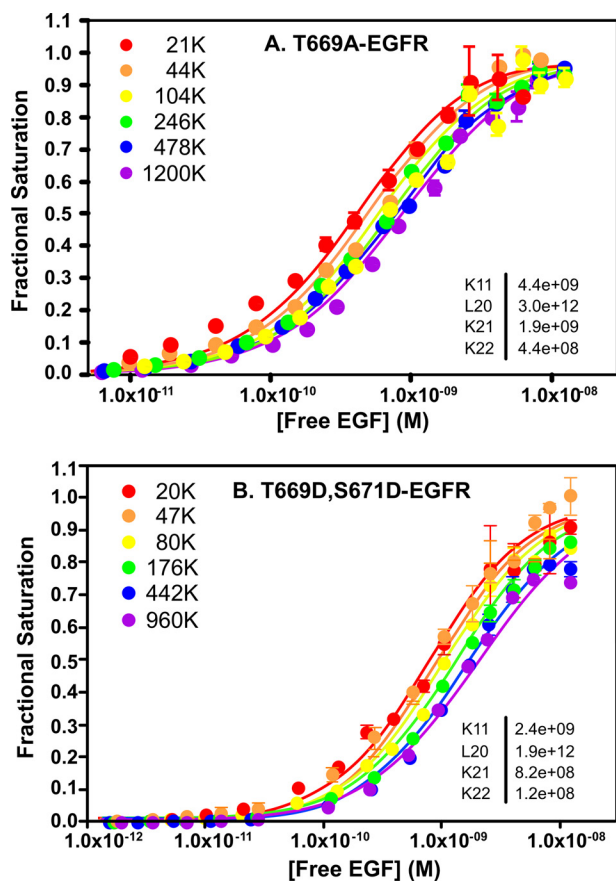 A. T669A-EGFR
1.1
1.0
0.9
0.8
0.7
0.6
0.5
0.4
0.3
0.2
0.1
0.0
Fractional Saturation
21K
44K
104K
246K
478K
1200K
K11 4.4e+09
L20 3.0e+12
K21 1.9e+09
K22 4.4e+08
1.0x10-11 1.0x10-10 1.0x10-09 1.0x10-08
[Free EGF] (M)
B. T669D,S671D-EGFR
1.1
1.0
0.9
0.8
0.7
0.6
0.5
0.4
0.3
0.2
0.1
0.0
Fractional Saturation
20K
47K
80K
176K
442K
960K
K11 2.4e+09
L20 1.9e+12
K21 8.2e+08
K22 1.2e+08
1.0x10-12 1.0x10-11 1.0x10-10 1.0x10-09 1.0x10-08
[Free EGF] (M)